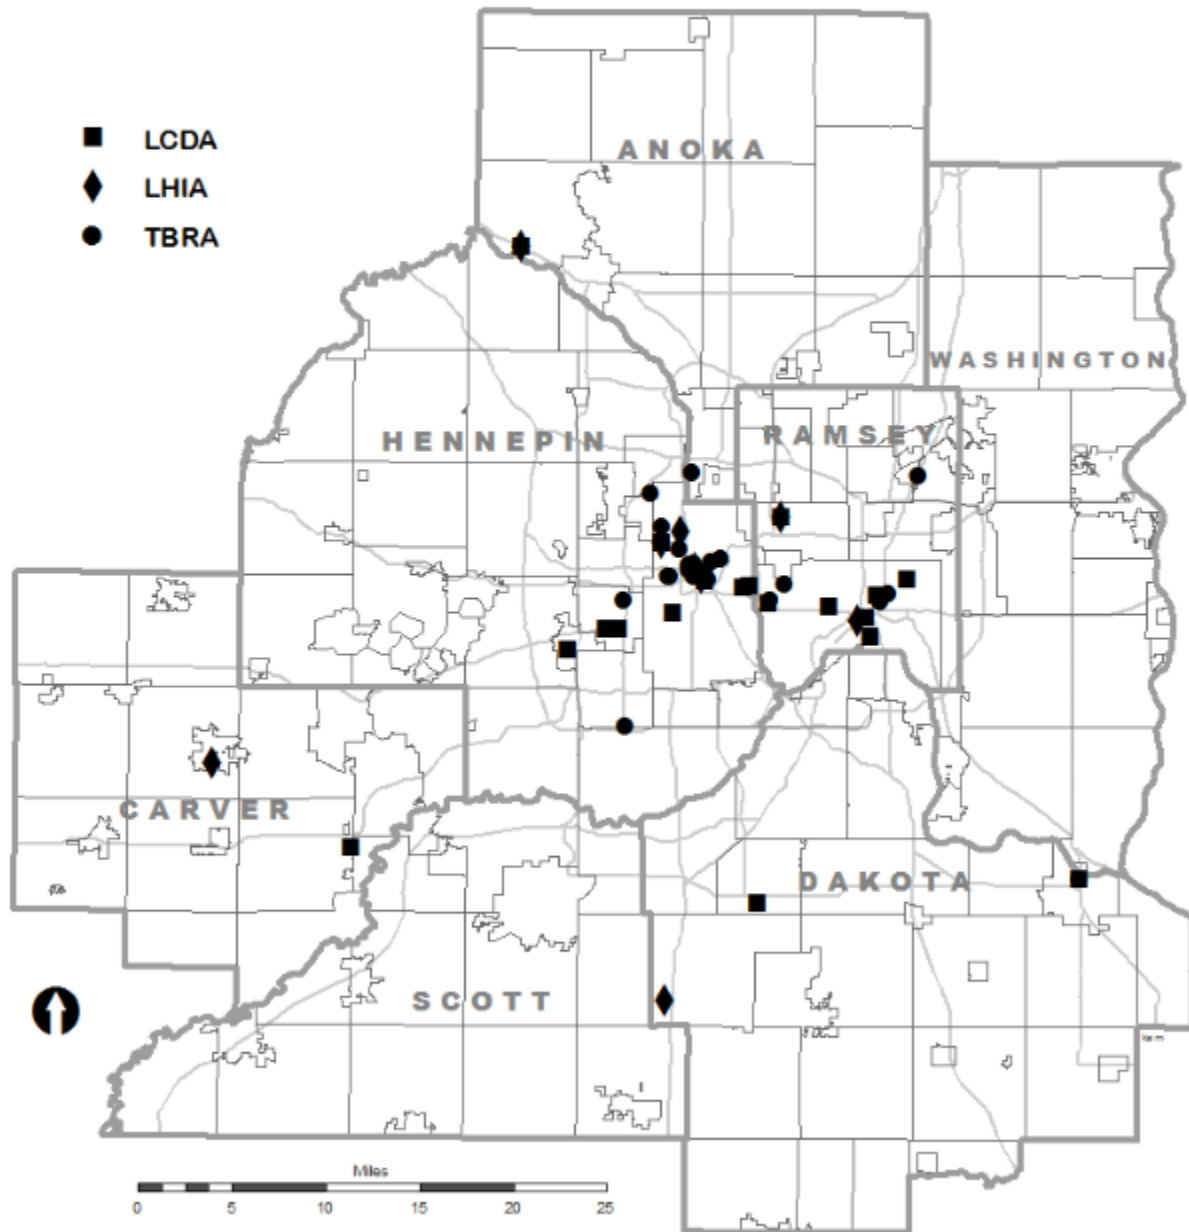 LCDA
LHIA
TBRA
ANOKA
WASHINGTON
HENNEPIN
RAMSEY
CARVER
DAKOTA
SCOTT
Miles
0 5 10 15 20 25